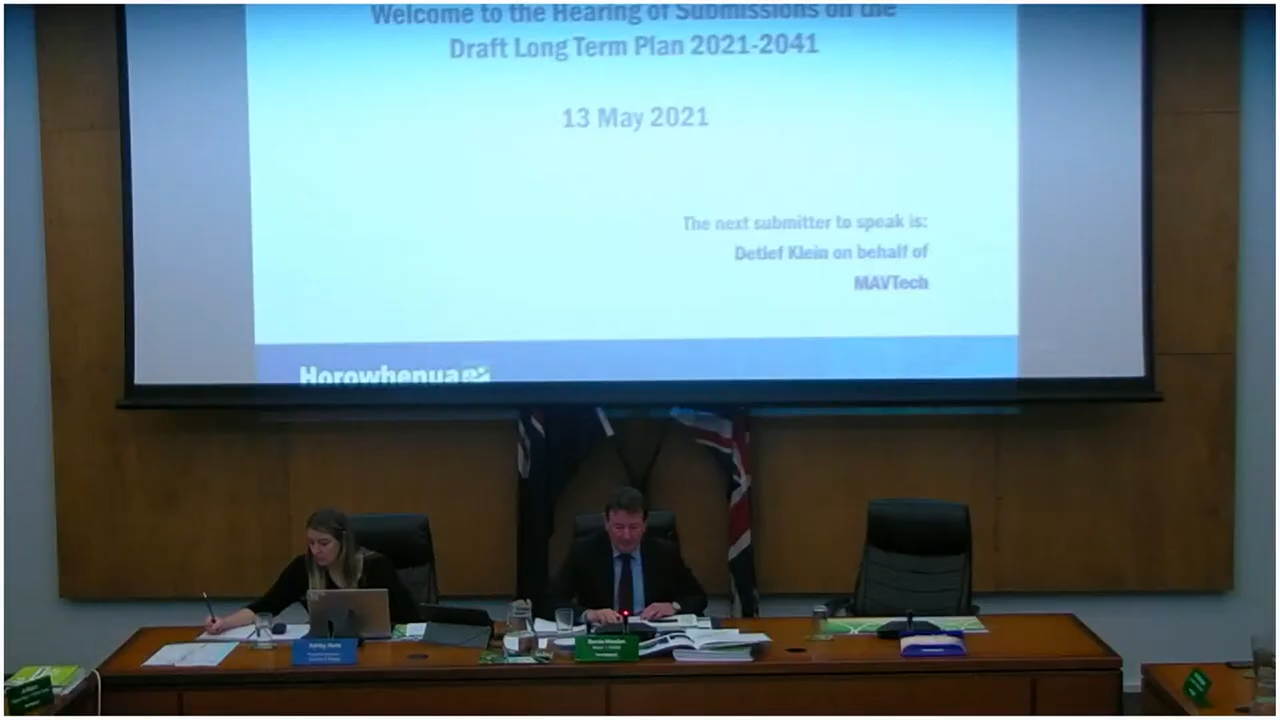 Welcome to the Hearing of Submissions on the
Draft Long Term Plan 2021-2041
13 May 2021
The next submitter to speak is:
Detlef Klein on behalf of
MAVTech
Horowhenua